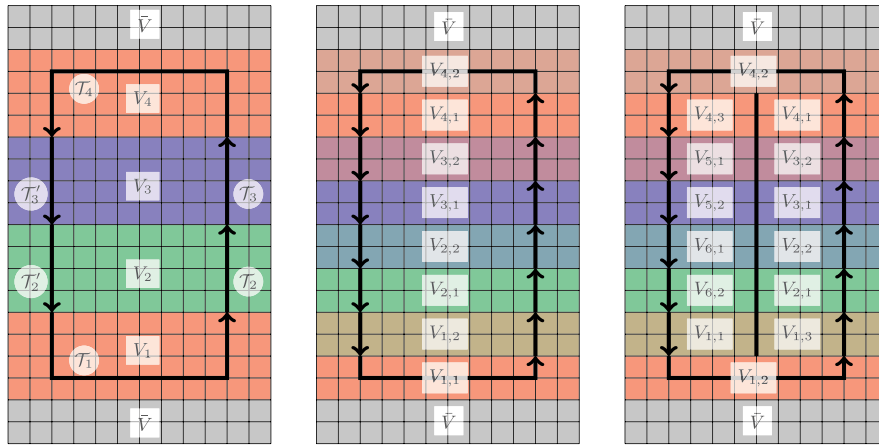 V̄
𝒯₄ V₄
𝒯′₃ V₃ 𝒯₃
𝒯′₂ V₂ 𝒯₂
𝒯₁ V₁
V̄
V̄
V₄,₂
V₄,₁
V₃,₂
V₃,₁
V₂,₂
V₂,₁
V₁,₂
V₁,₁
V̄
V̄
V₄,₂
V₄,₃ V₄,₁
V₅,₁ V₃,₂
V₅,₂ V₃,₁
V₆,₁ V₂,₂
V₆,₂ V₂,₁
V₁,₁ V₁,₃
V₁,₂
V̄